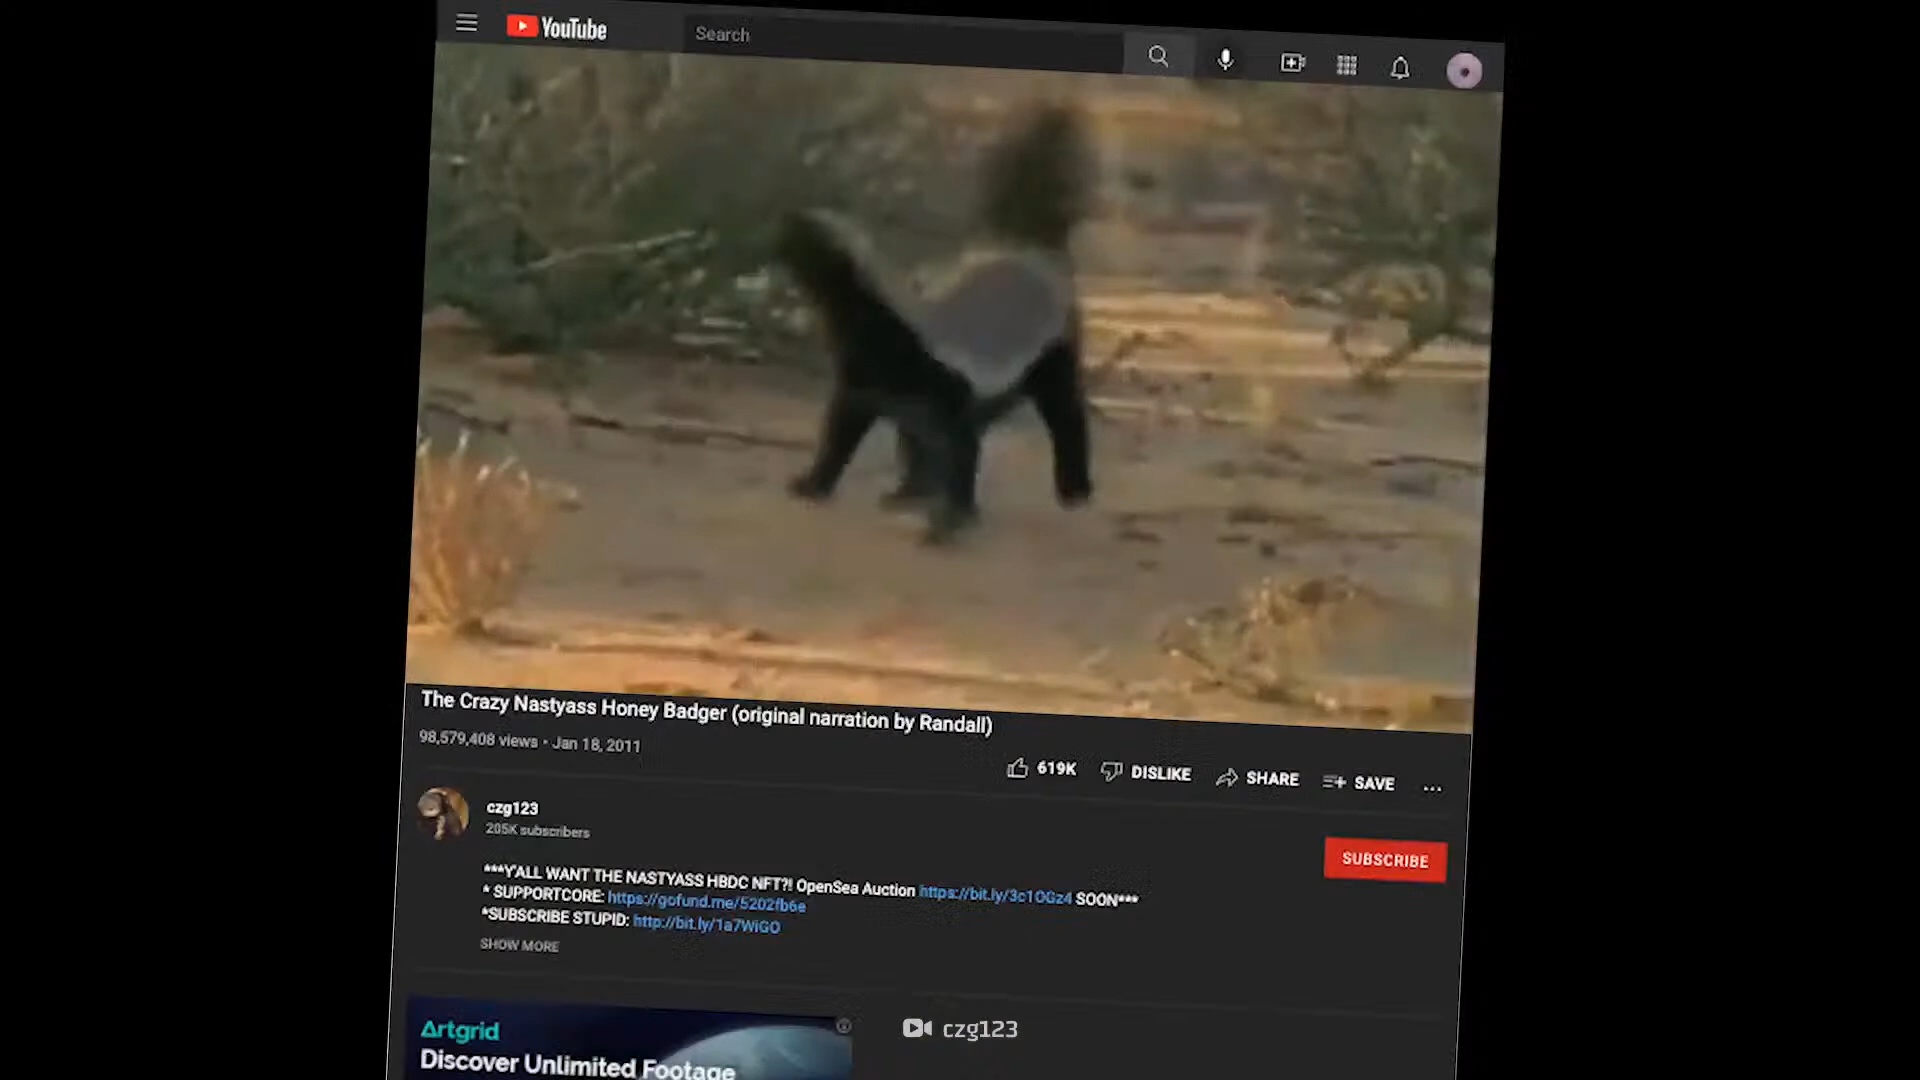 YouTube
Search
The Crazy Nastyass Honey Badger (original narration by Randall)
98,579,408 views • Jan 18, 2011
619K DISLIKE SHARE SAVE
czg123
205K subscribers
SUBSCRIBE
***Y'ALL WANT THE NASTYASS HBDC NFT?! OpenSea Auction https://bit.ly/3c1OGz4 SOON***
* SUPPORTCORE: https://gofund.me/5202fb6e
*SUBSCRIBE STUPID: http://bit.ly/1a7WiGO
SHOW MORE
Artgrid
Discover Unlimited Footage
czg123